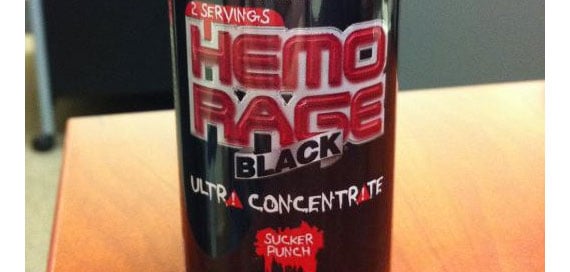 2 SERVINGS
HEMO
RAGE
BLACK
ULTRA CONCENTRATE
SUCKER
PUNCH